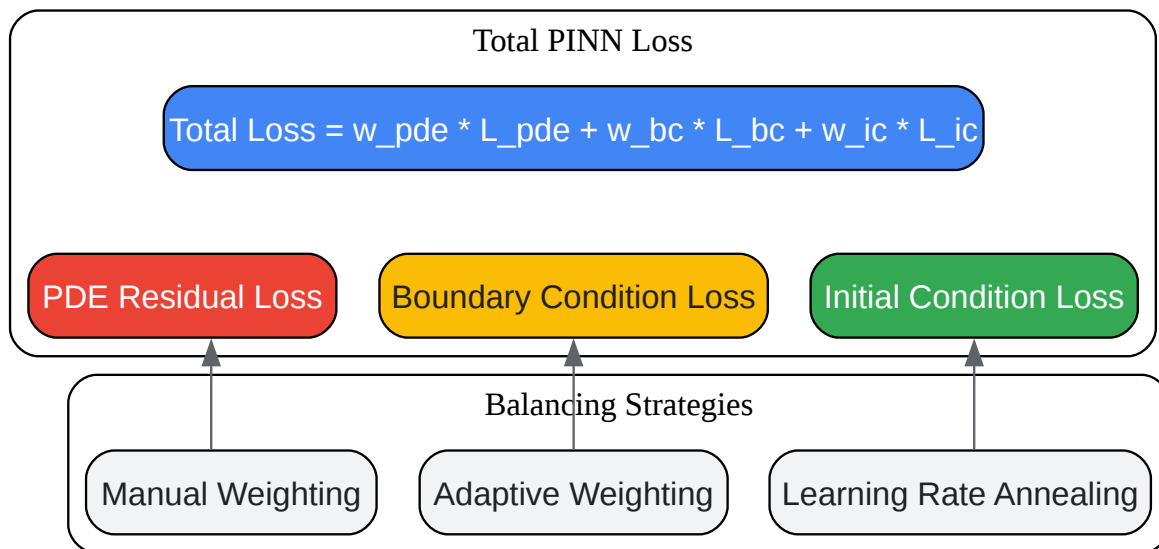 Total PINN Loss
Total Loss = w_pde * L_pde + w_bc * L_bc + w_ic * L_ic
PDE Residual Loss
Boundary Condition Loss
Initial Condition Loss
Balancing Strategies
Manual Weighting
Adaptive Weighting
Learning Rate Annealing